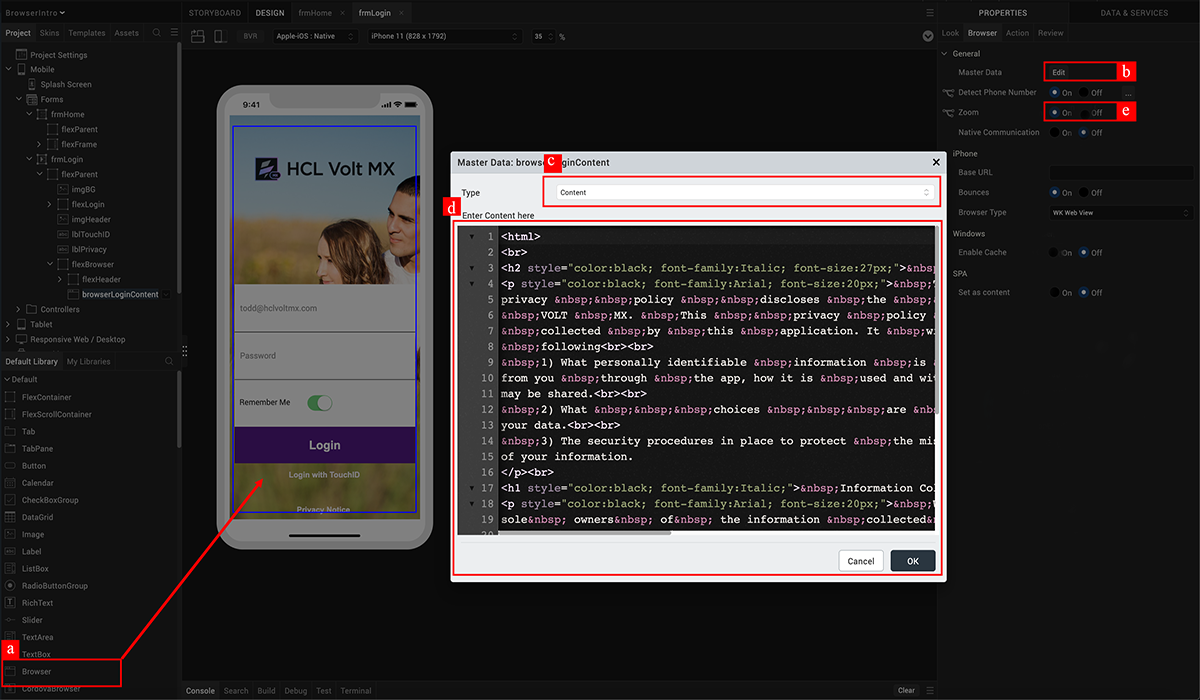 BrowserIntro
STORYBOARD
DESIGN
frmHome ×
frmLogin ×
PROPERTIES
DATA & SERVICES
Project
Skins
Templates
Assets
BVR
Apple-iOS : Native
iPhone 11 (828 x 1792)
35 %
Look
Browser
Action
Review
Project Settings
Mobile
Splash Screen
Forms
frmHome
flexParent
flexFrame
frmLogin
flexParent
imgBG
flexLogin
imgHeader
lblTouchID
lblPrivacy
flexBrowser
flexHeader
browserLoginContent
Controllers
Tablet
Responsive Web / Desktop
Default Library
My Libraries
Default
FlexContainer
FlexScrollContainer
Tab
TabPane
Button
Calendar
CheckBoxGroup
DataGrid
Image
Label
ListBox
RadioButtonGroup
RichText
Slider
TextArea
a
TextBox
Browser
CordovaBrowser
9:41
HCL Volt MX
todd@hclvoltmx.com
Password
Remember Me
Login
Login with TouchID
Privacy Notice
Master Data: browse
c
ginContent
Type
Content
d
Enter Content here
1 <html>
2 <br>
3 <h2 style="color:black; font-family:Italic; font-size:27px;">&nbs
4 <p style="color:black; font-family:Arial; font-size:20px;">&nbsp;
5 privacy &nbsp;&nbsp;policy &nbsp;&nbsp;discloses &nbsp;the &nbsp;
6 &nbsp;VOLT &nbsp;MX. &nbsp;This &nbsp;&nbsp;privacy &nbsp;policy
7 &nbsp;collected &nbsp;by &nbsp;this &nbsp;application. It &nbsp;wi
8 &nbsp;following<br><br>
9 &nbsp;1) What personally identifiable &nbsp;information &nbsp;is
10 from you &nbsp;through &nbsp;the app, how it is &nbsp;used and wit
11 may be shared.<br><br>
12 &nbsp;2) What &nbsp;&nbsp;&nbsp;choices &nbsp;&nbsp;&nbsp;are &nbs
13 your data.<br><br>
14 &nbsp;3) The security procedures in place to protect &nbsp;the mis
15 of your information.
16 </p><br>
17 <h1 style="color:black; font-family:Italic;">&nbsp;Information Col
18 <p style="color:black; font-family:Arial; font-size:20px;">&nbsp;W
19 sole&nbsp; owners&nbsp; of&nbsp; the information &nbsp;collected&n
20
Cancel
OK
General
Master Data
Edit
b
Detect Phone Number
On
Off
...
Zoom
On
Off
e
Native Communication
On
Off
iPhone
Base URL
Bounces
On
Off
Browser Type
WK Web View
Windows
Enable Cache
On
Off
SPA
Set as content
On
Off
Console
Search
Build
Debug
Test
Terminal
Clear